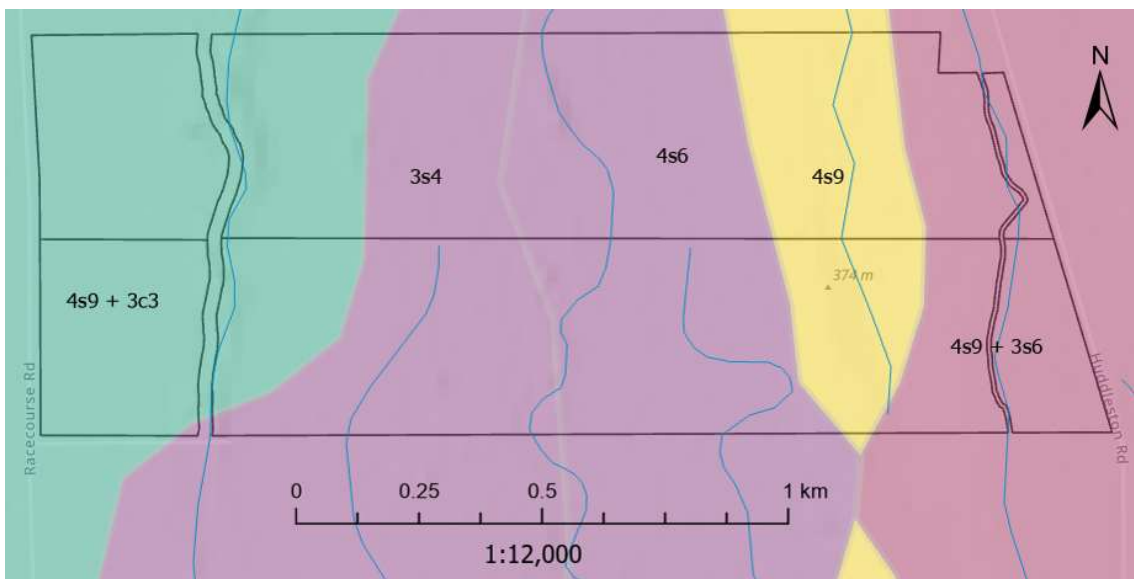 N
4s6
3s4
4s9
374 m
4s9 + 3c3
4s9 + 3s6
Racecourse Rd
Huddleston Rd
0 0.25 0.5 1 km
1:12,000